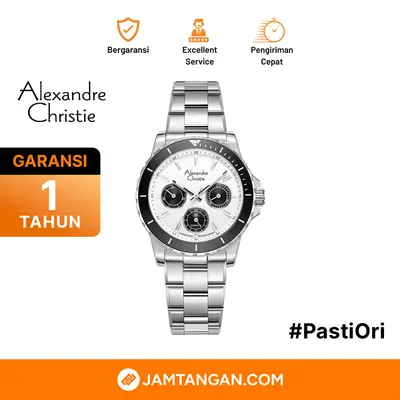 Bergaransi
Excellent
Service
Pengiriman
Cepat
Alexandre
Christie
GARANSI
1
TAHUN
Alexandre
Christie
#PastiOri
JAMTANGAN.COM